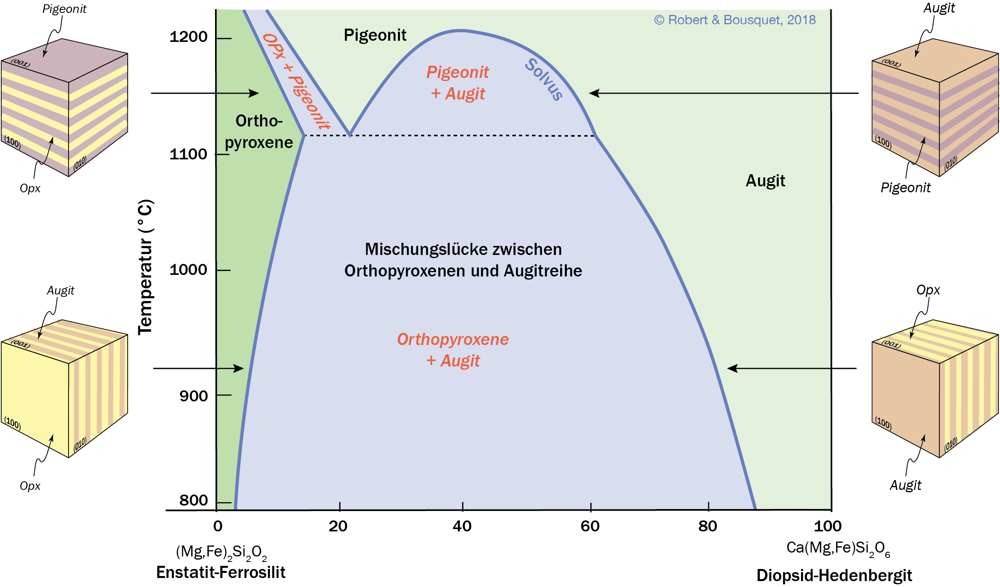 Pigeonit
(001)
(100)
(010)
Opx
Augit
(001)
(100)
(010)
Opx
Temperatur (°C)
1200
1100
1000
900
800
© Robert & Bousquet, 2018
Pigeonit
OPx + Pigeonit
Pigeonit
+ Augit
Solvus
Ortho-
pyroxene
Augit
Mischungslücke zwischen
Orthopyroxenen und Augitreihe
Orthopyroxene
+ Augit
0 20 40 60 80 100
(Mg,Fe)₂Si₂O₂
Enstatit-Ferrosilit
Ca(Mg,Fe)Si₂O₆
Diopsid-Hedenbergit
Augit
(001)
(100)
(010)
Pigeonit
Opx
(001)
(100)
(010)
Augit